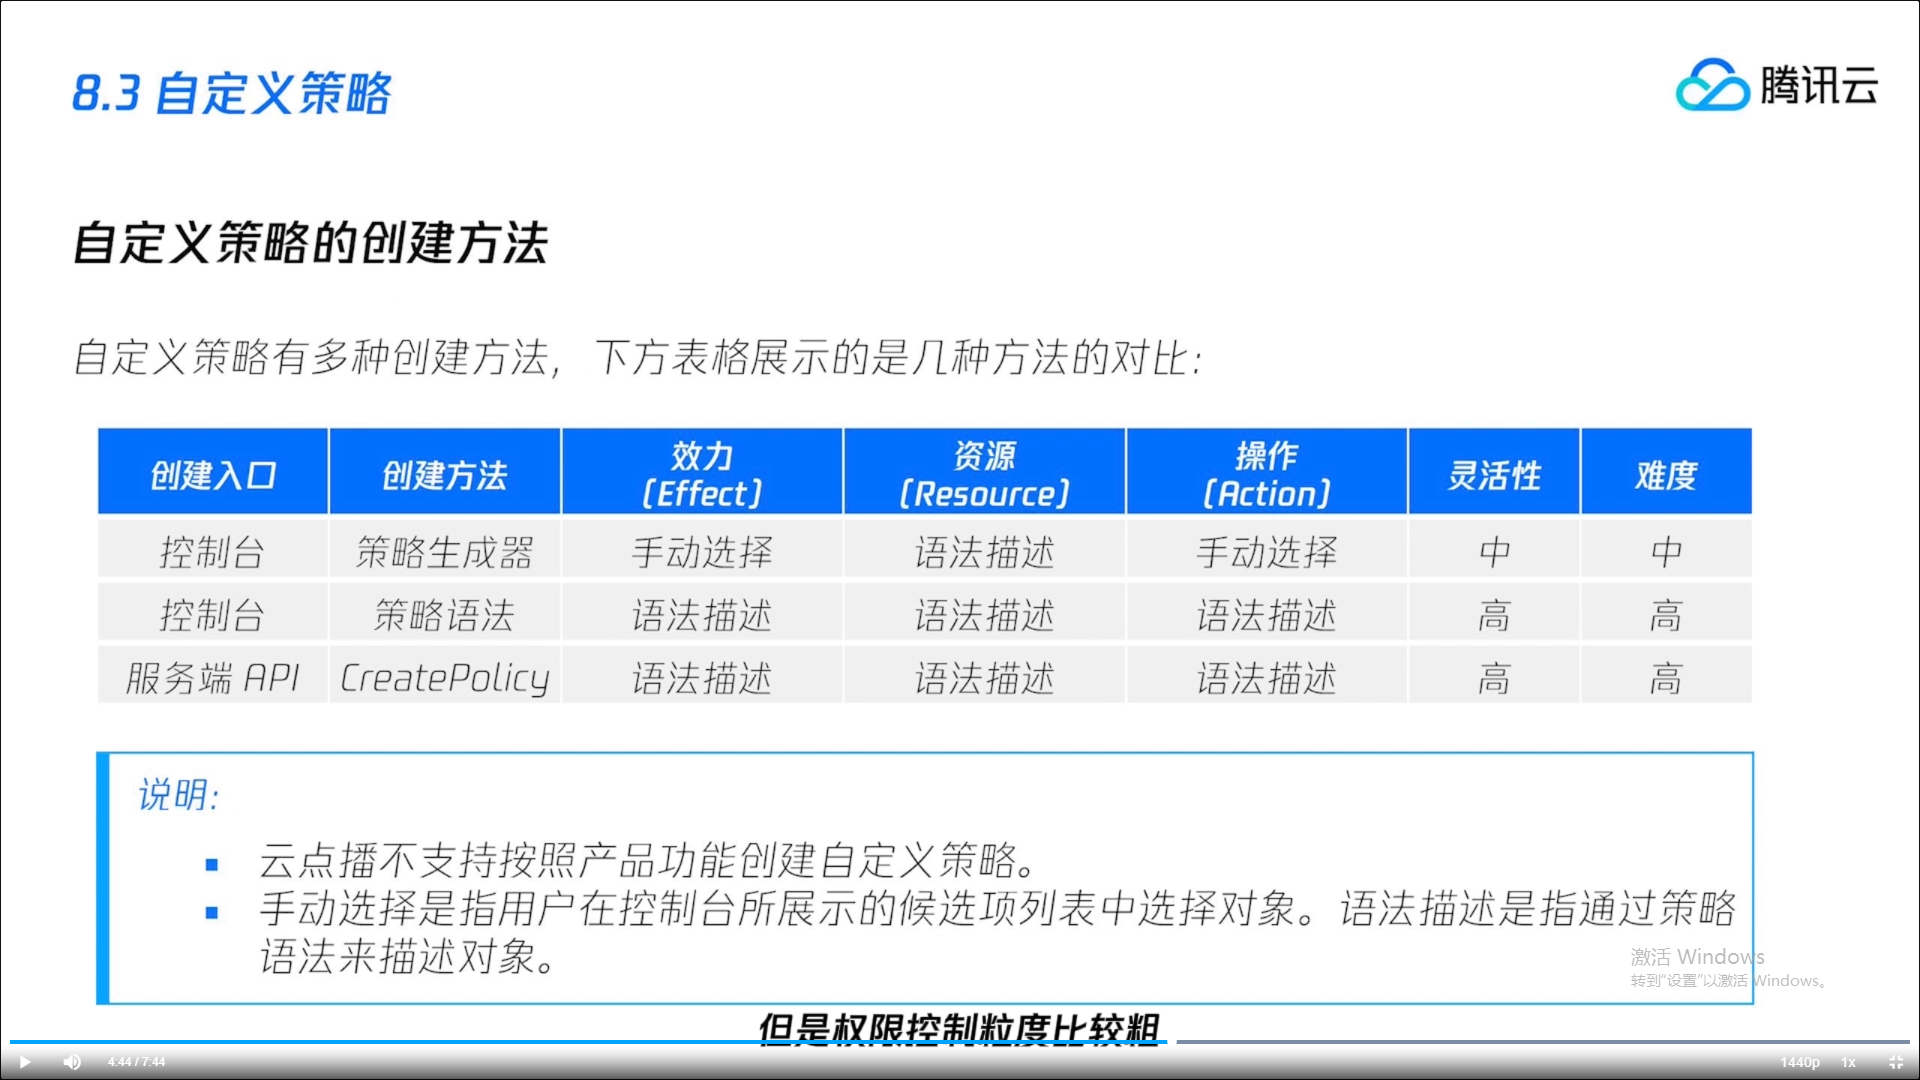 8.3 自定义策略
腾讯云
自定义策略的创建方法
自定义策略有多种创建方法，下方表格展示的是几种方法的对比：
创建入口 创建方法 效力 (Effect) 资源 (Resource) 操作 (Action) 灵活性 难度
控制台 策略生成器 手动选择 语法描述 手动选择 中 中
控制台 策略语法 语法描述 语法描述 语法描述 高 高
服务端 API CreatePolicy 语法描述 语法描述 语法描述 高 高
说明：
云点播不支持按照产品功能创建自定义策略。
手动选择是指用户在控制台所展示的候选项列表中选择对象。语法描述是指通过策略
语法来描述对象。
激活 Windows
转到“设置”以激活 Windows。
但是权限控制粒度比较粗
4:44 / 7:44
1440p 1x